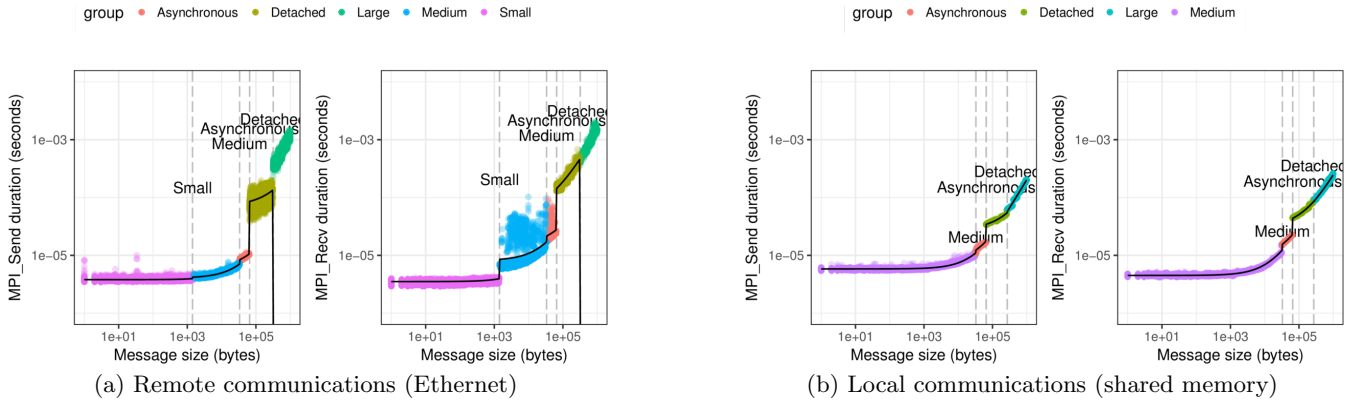 group Asynchronous Detached Large Medium Small
MPI_Send duration (seconds)
1e−03
1e−05
Small
Medium
Asynchronous
Detached
1e+01 1e+03 1e+05
Message size (bytes)
MPI_Recv duration (seconds)
1e−03
1e−05
Small
Medium
Asynchronous
Detached
1e+01 1e+03 1e+05
Message size (bytes)
(a) Remote communications (Ethernet)
group Asynchronous Detached Large Medium
MPI_Send duration (seconds)
1e−03
1e−05
Medium
Asynchronous
Detached
1e+01 1e+03 1e+05
Message size (bytes)
MPI_Recv duration (seconds)
1e−03
1e−05
Medium
Asynchronous
Detached
1e+01 1e+03 1e+05
Message size (bytes)
(b) Local communications (shared memory)